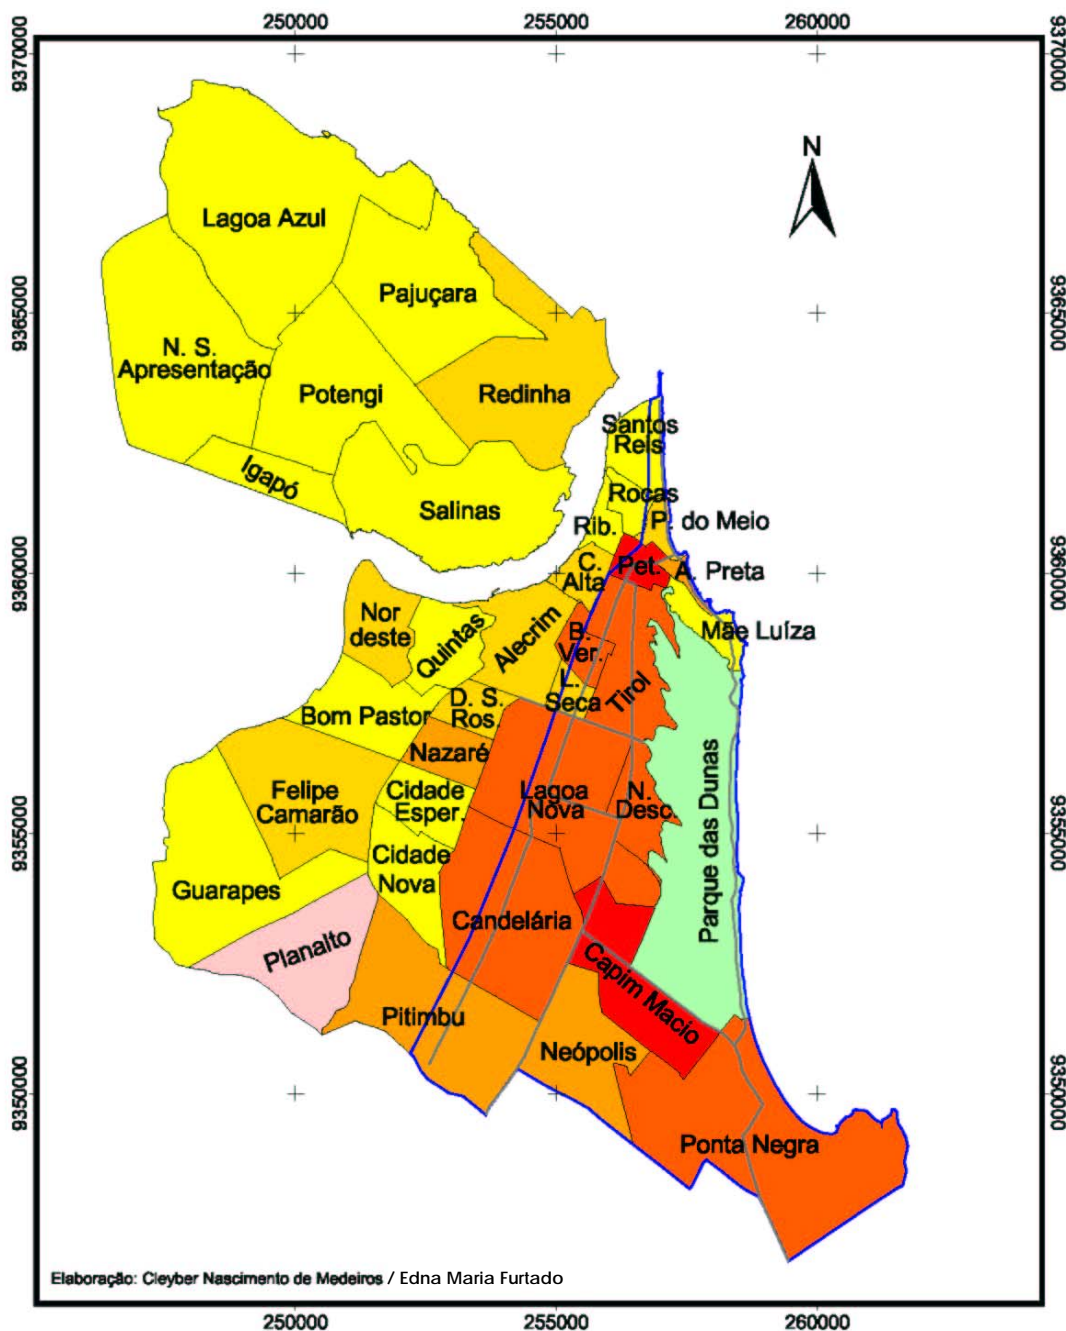 250000 255000 260000
9370000 9370000
N
Lagoa Azul
Pajuçara
9365000 9365000
N. S.
Apresentação
Potengi
Redinha
Santos
Reis
Igapó
Rocas
Salinas
P. do Meio
Rib.
C.
Alta
Pet.
A. Preta
9360000 9360000
Nor
deste
Quintas
Alecrim
B.
Ver.
Mãe Luíza
L.
Seca
Tirol
D. S.
Ros.
Bom Pastor
Nazaré
Parque das Dunas
Felipe
Camarão
Cidade
Esper.
Lagoa
Nova
N.
Desc.
9355000 9355000
Cidade
Nova
Guarapes
Candelária
Planalto
Capim Macio
Pitimbu
Neópolis
9350000 9350000
Ponta Negra
Elaboração: Cleyber Nascimento de Medeiros / Edna Maria Furtado
250000 255000 260000